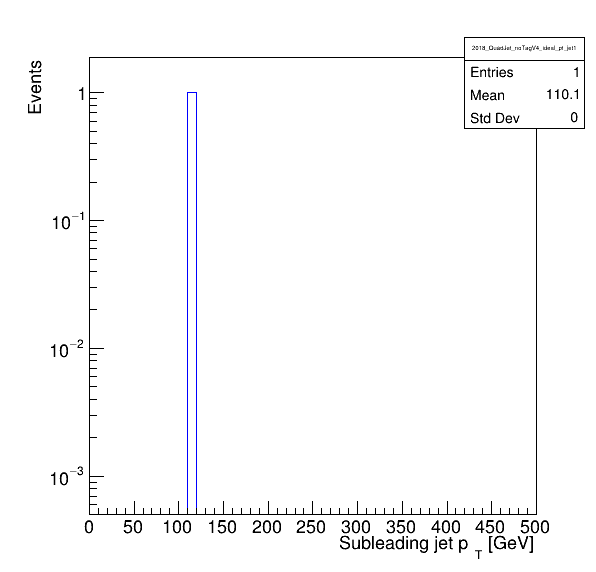 2018_QuadJet_noTagV4_ideal_pt_jet1
Entries 1
Mean 110.1
Std Dev 0
Events
1
10−1
10−2
10−3
0 50 100 150 200 250 300 350 400 450 500
Subleading jet p T [GeV]